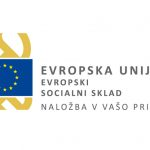 EVROPSKA UNIJ
EVROPSKI
SOCIALNI SKLAD
NALOŽBA V VAŠO PRI